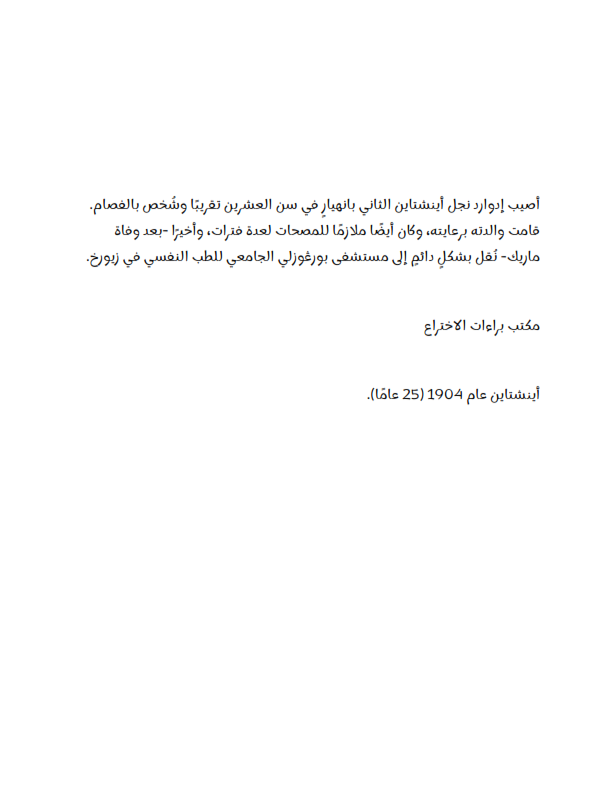 أصيب إدوارد نجل أينشتاين الثاني بانهيارٍ في سن العشرين تقريبًا وشُخص بالفصام.
قامت والدته برعايته، وكان أيضًا ملازمًا للمصحات لعدة فترات، وأخيرًا -بعد وفاة
ماريك- نُقل بشكلٍ دائمٍ إلى مستشفى بورغوزلي الجامعي للطب النفسي في زيورخ.
مكتب براءات الاختراع
أينشتاين عام 1904 (25 عامًا).